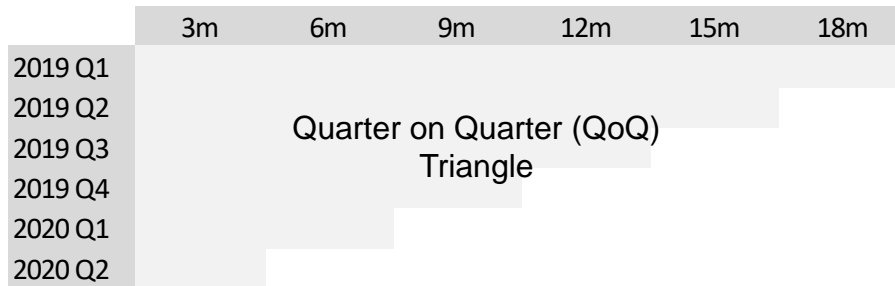 3m 6m 9m 12m 15m 18m
2019 Q1
2019 Q2
Quarter on Quarter (QoQ)
2019 Q3
Triangle
2019 Q4
2020 Q1
2020 Q2